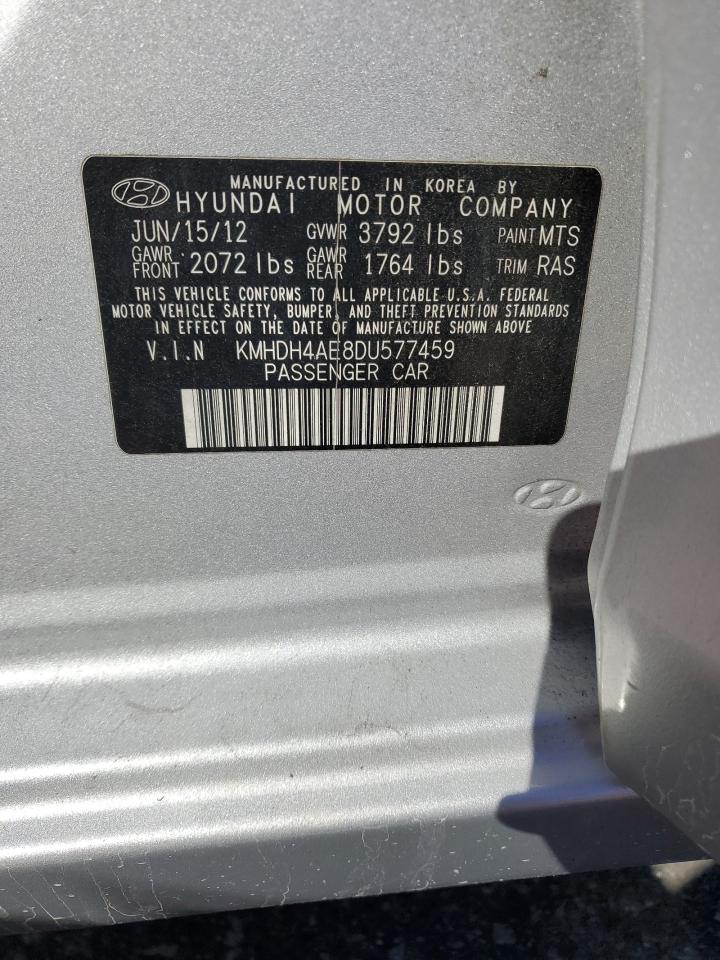 MANUFACTURED IN KOREA BY
HYUNDAI MOTOR COMPANY
JUN/15/12 GVWR 3792 lbs PAINT MTS
GAWR FRONT 2072 lbs GAWR REAR 1764 lbs TRIM RAS
THIS VEHICLE CONFORMS TO ALL APPLICABLE U.S.A. FEDERAL
MOTOR VEHICLE SAFETY, BUMPER, AND THEFT PREVENTION STANDARDS
IN EFFECT ON THE DATE OF MANUFACTURE SHOWN ABOVE
V.I.N KMHDH4AE8DU577459
PASSENGER CAR